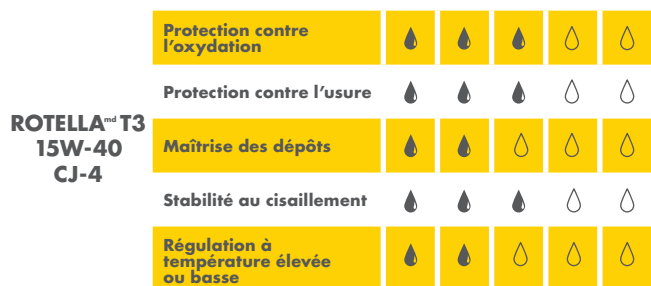 Protection contre
l'oxydation
Protection contre l'usure
ROTELLAᵐᵈ T3
15W-40
CJ-4
Maîtrise des dépôts
Stabilité au cisaillement
Régulation à
température élevée
ou basse